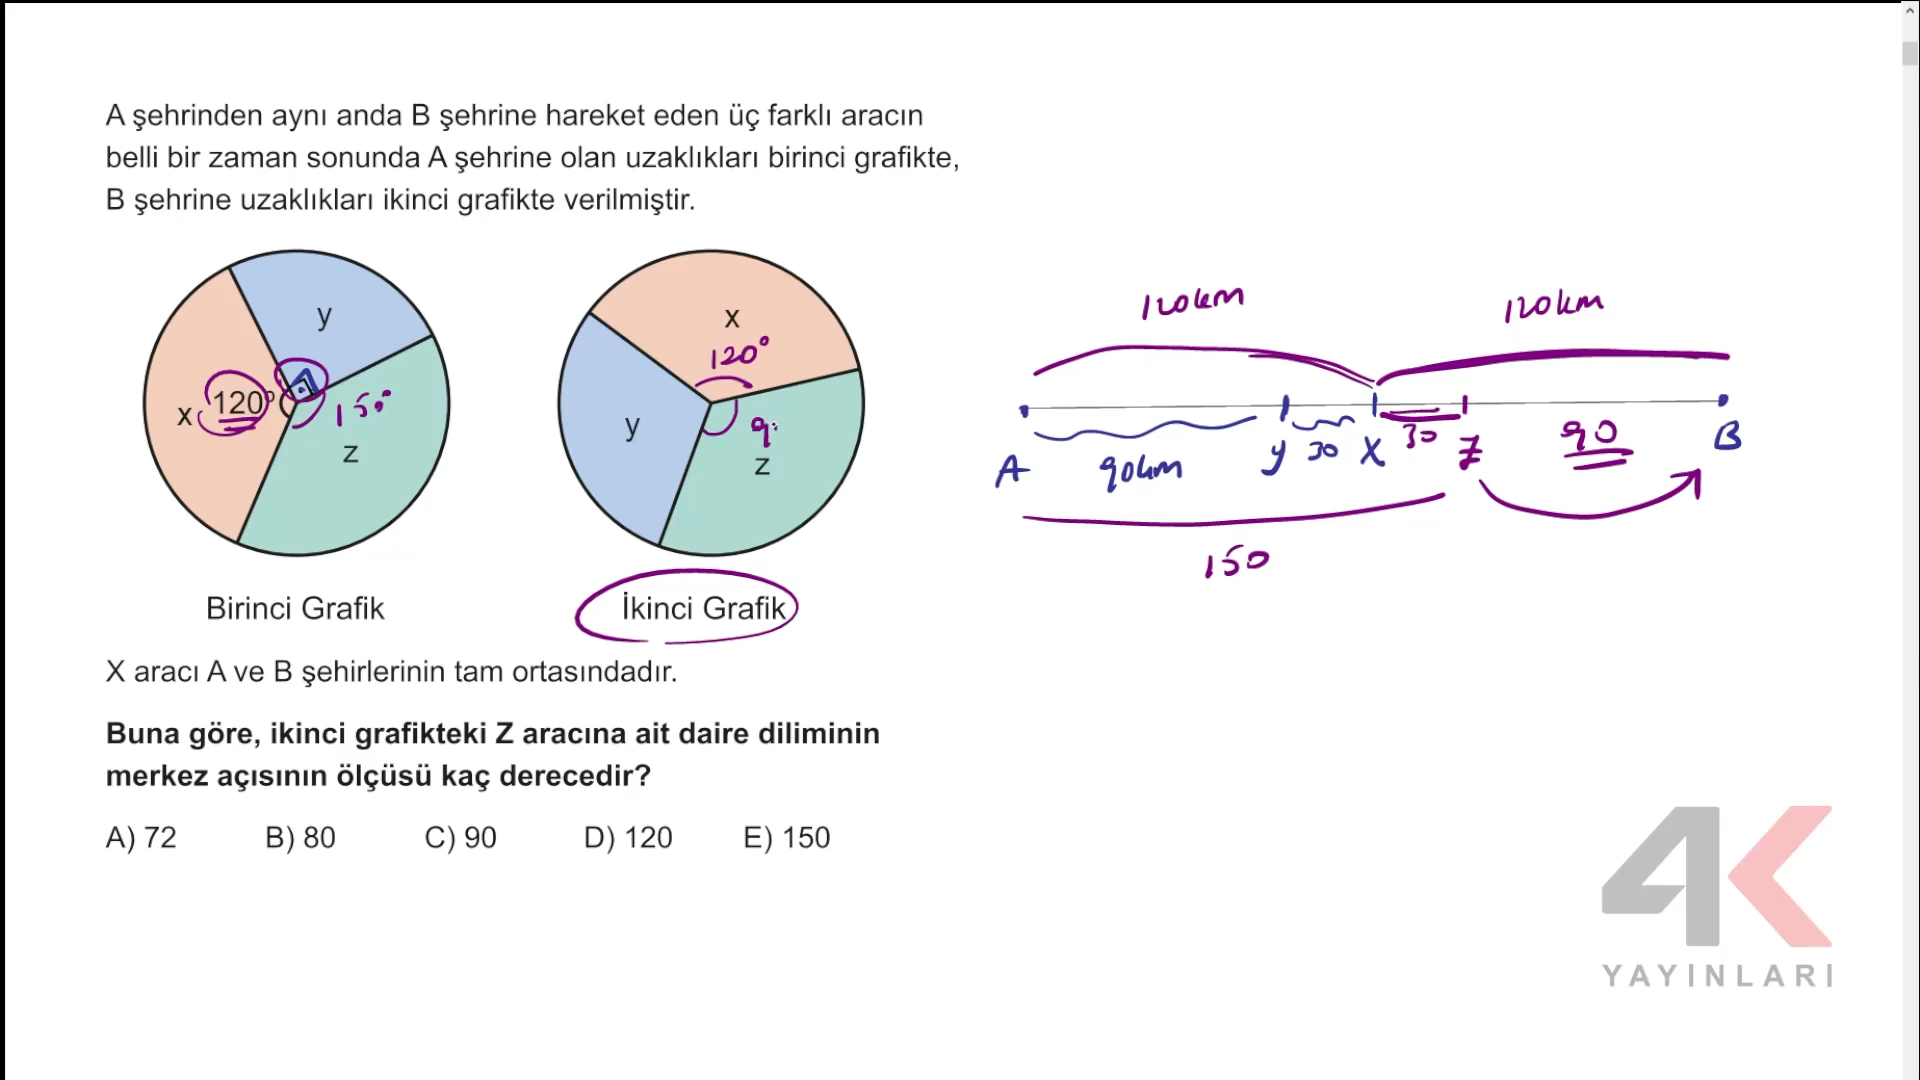 A şehrinden aynı anda B şehrine hareket eden üç farklı aracın
belli bir zaman sonunda A şehrine olan uzaklıkları birinci grafikte,
B şehrine uzaklıkları ikinci grafikte verilmiştir.
y
x 120°
150°
z
Birinci Grafik
x
120°
y
9
z
İkinci Grafik
120km
120km
A
90km
y
30
X
30
Z
90
B
150
X aracı A ve B şehirlerinin tam ortasındadır.
Buna göre, ikinci grafikteki Z aracına ait daire diliminin
merkez açısının ölçüsü kaç derecedir?
A) 72 B) 80 C) 90 D) 120 E) 150
4K
YAYINLARI